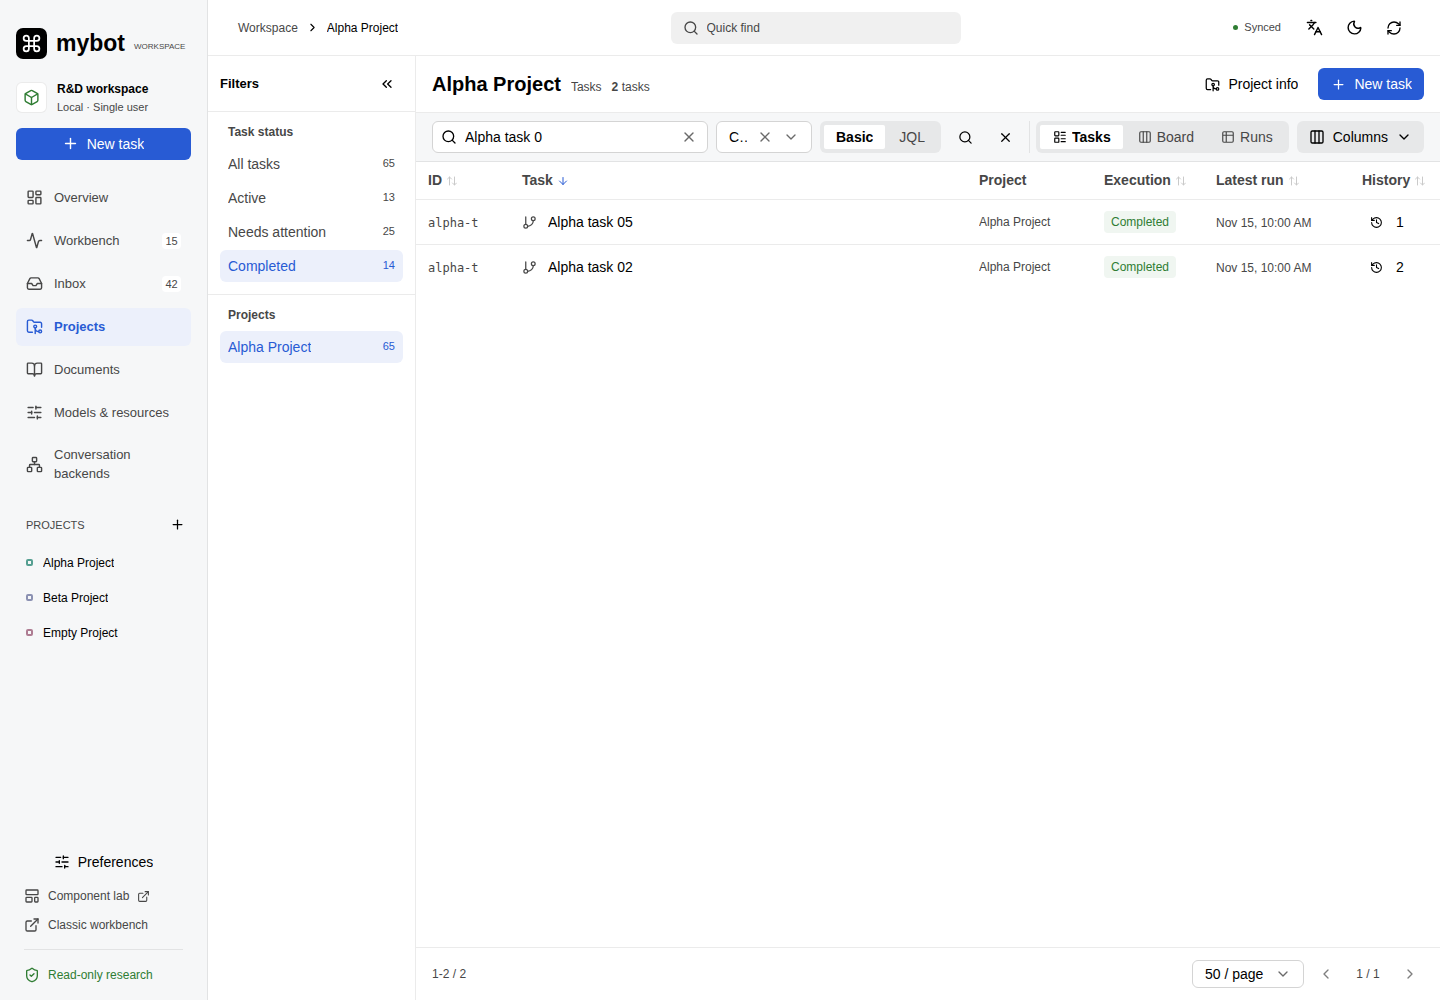 mybot WORKSPACE
R&D workspace
Local · Single user
New task
Overview
Workbench 15
Inbox 42
Projects
Documents
Models & resources
Conversation
backends
PROJECTS
Alpha Project
Beta Project
Empty Project
Preferences
Component lab
Classic workbench
Read-only research
Workspace Alpha Project
Quick find
Synced
Filters
Task status
All tasks 65
Active 13
Needs attention 25
Completed 14
Projects
Alpha Project 65
Alpha Project Tasks 2 tasks
Project info
New task
Alpha task 0
C..
Basic JQL
Tasks Board Runs
Columns
ID Task Project Execution Latest run History
alpha-t Alpha task 05 Alpha Project Completed Nov 15, 10:00 AM 1
alpha-t Alpha task 02 Alpha Project Completed Nov 15, 10:00 AM 2
1-2 / 2
50 / page
1 / 1